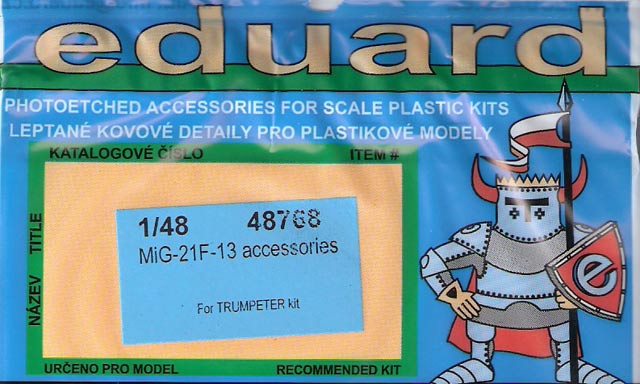 eduard
PHOTOETCHED ACCESSORIES FOR SCALE PLASTIC KITS
LEPTANÉ KOVOVÉ DETAILY PRO PLASTIKOVÉ MODELY
KATALOGOVÉ ČÍSLO ITEM #
NÁZEV TITLE
1/48 48768
MiG-21F-13 accessories
For TRUMPETER kit
e
URČENO PRO MODEL RECOMMENDED KIT